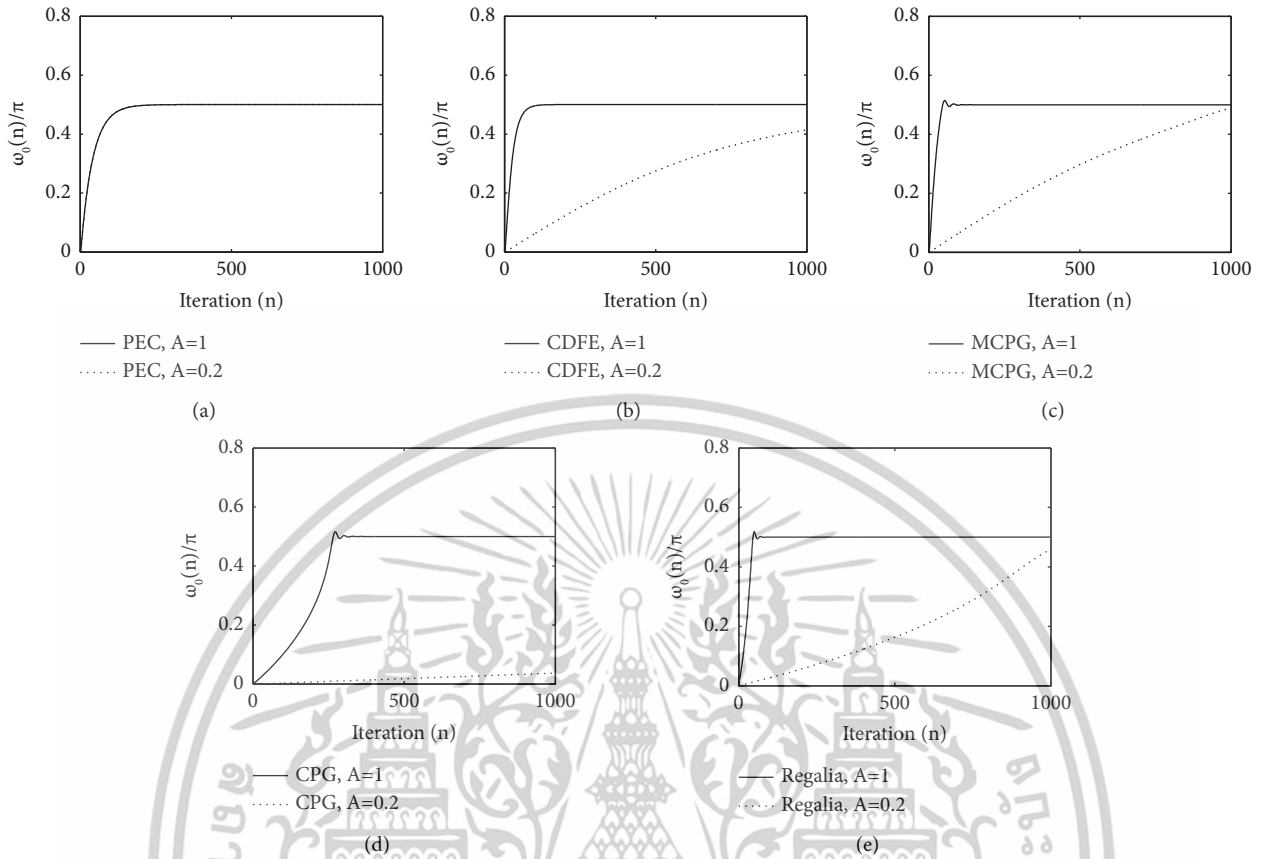 0.8
0.6
0.4
0.2
0
ω₀(n)/π
0 500 1000
Iteration (n)
PEC, A=1
PEC, A=0.2
(a)
0.8
0.6
0.4
0.2
0
ω₀(n)/π
0 500 1000
Iteration (n)
CDFE, A=1
CDFE, A=0.2
(b)
0.8
0.6
0.4
0.2
0
ω₀(n)/π
0 500 1000
Iteration (n)
MCPG, A=1
MCPG, A=0.2
(c)
0.8
0.6
0.4
0.2
0
ω₀(n)/π
0 500 1000
Iteration (n)
CPG, A=1
CPG, A=0.2
(d)
0.8
0.6
0.4
0.2
0
ω₀(n)/π
0 500 1000
Iteration (n)
Regalia, A=1
Regalia, A=0.2
(e)